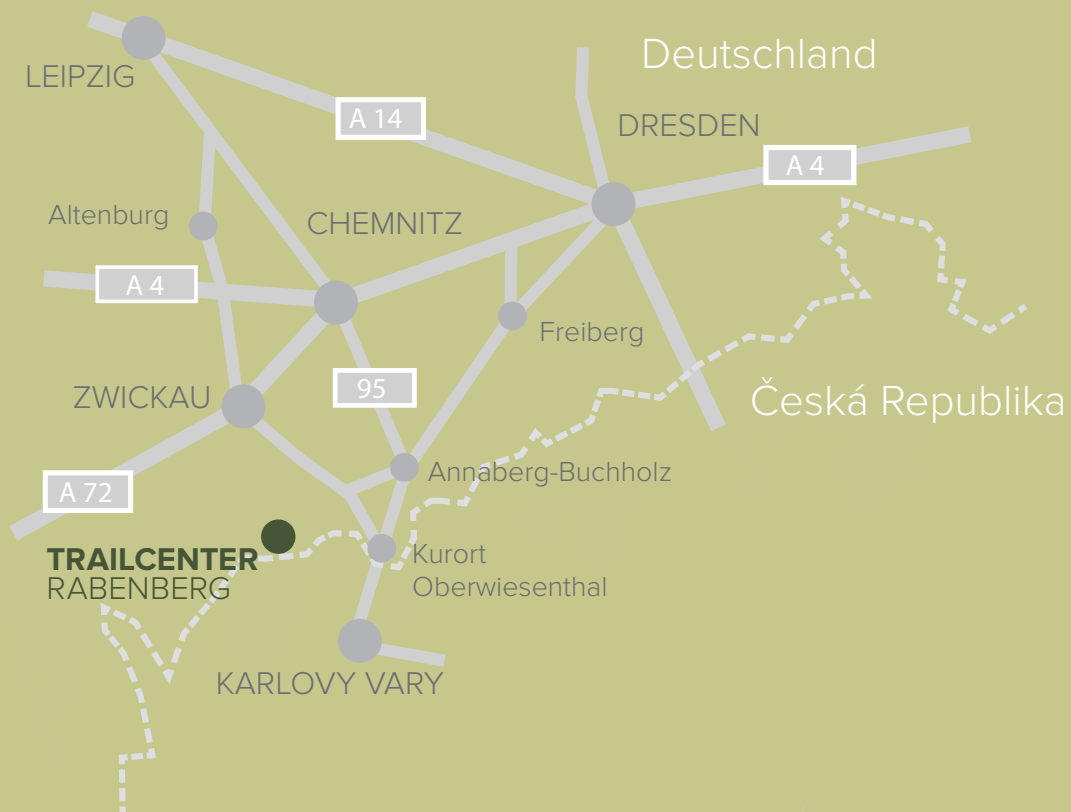 Deutschland
LEIPZIG
A 14
DRESDEN
A 4
Altenburg
CHEMNITZ
A 4
Freiberg
95
ZWICKAU
Česká Republika
Annaberg-Buchholz
A 72
TRAILCENTER
RABENBERG
Kurort
Oberwiesenthal
KARLOVY VARY